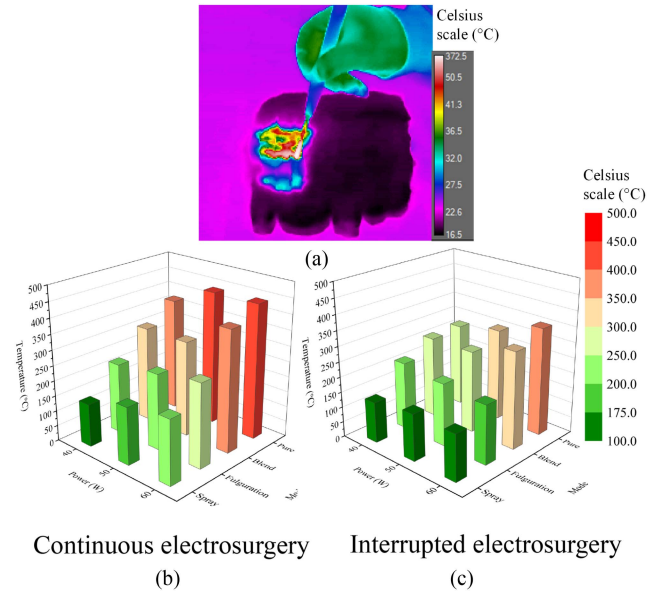 Celsius
scale (°C)
372.5
50.5
41.3
36.5
32.0
27.5
22.6
16.5
(a)
Celsius
scale (°C)
500.0
450.0
400.0
350.0
300.0
250.0
200.0
175.0
100.0
Temperature (°C)
500
450
400
350
300
250
200
150
100
50
0
40
50
60
Power (W)
Spray
Fulguration
Blend
Pure
Temperature (°C)
500
450
400
350
300
250
200
150
100
50
0
40
50
60
Power (W)
Spray
Fulguration
Blend
Pure
Mode
Continuous electrosurgery
Interrupted electrosurgery
(b)
(c)